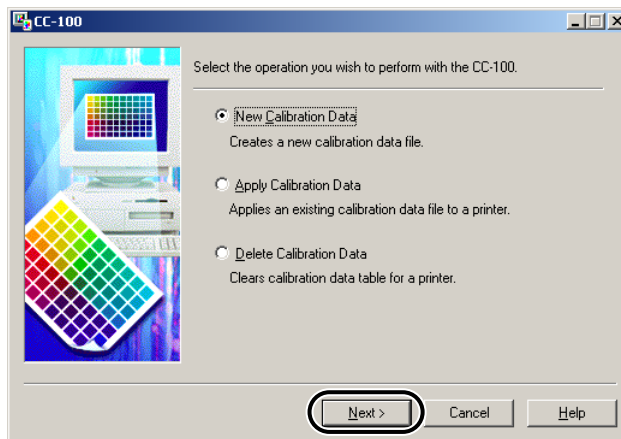 CC-100
Select the operation you wish to perform with the CC-100.
New Calibration Data
Creates a new calibration data file.
Apply Calibration Data
Applies an existing calibration data file to a printer.
Delete Calibration Data
Clears calibration data table for a printer.
Next >
Cancel
Help